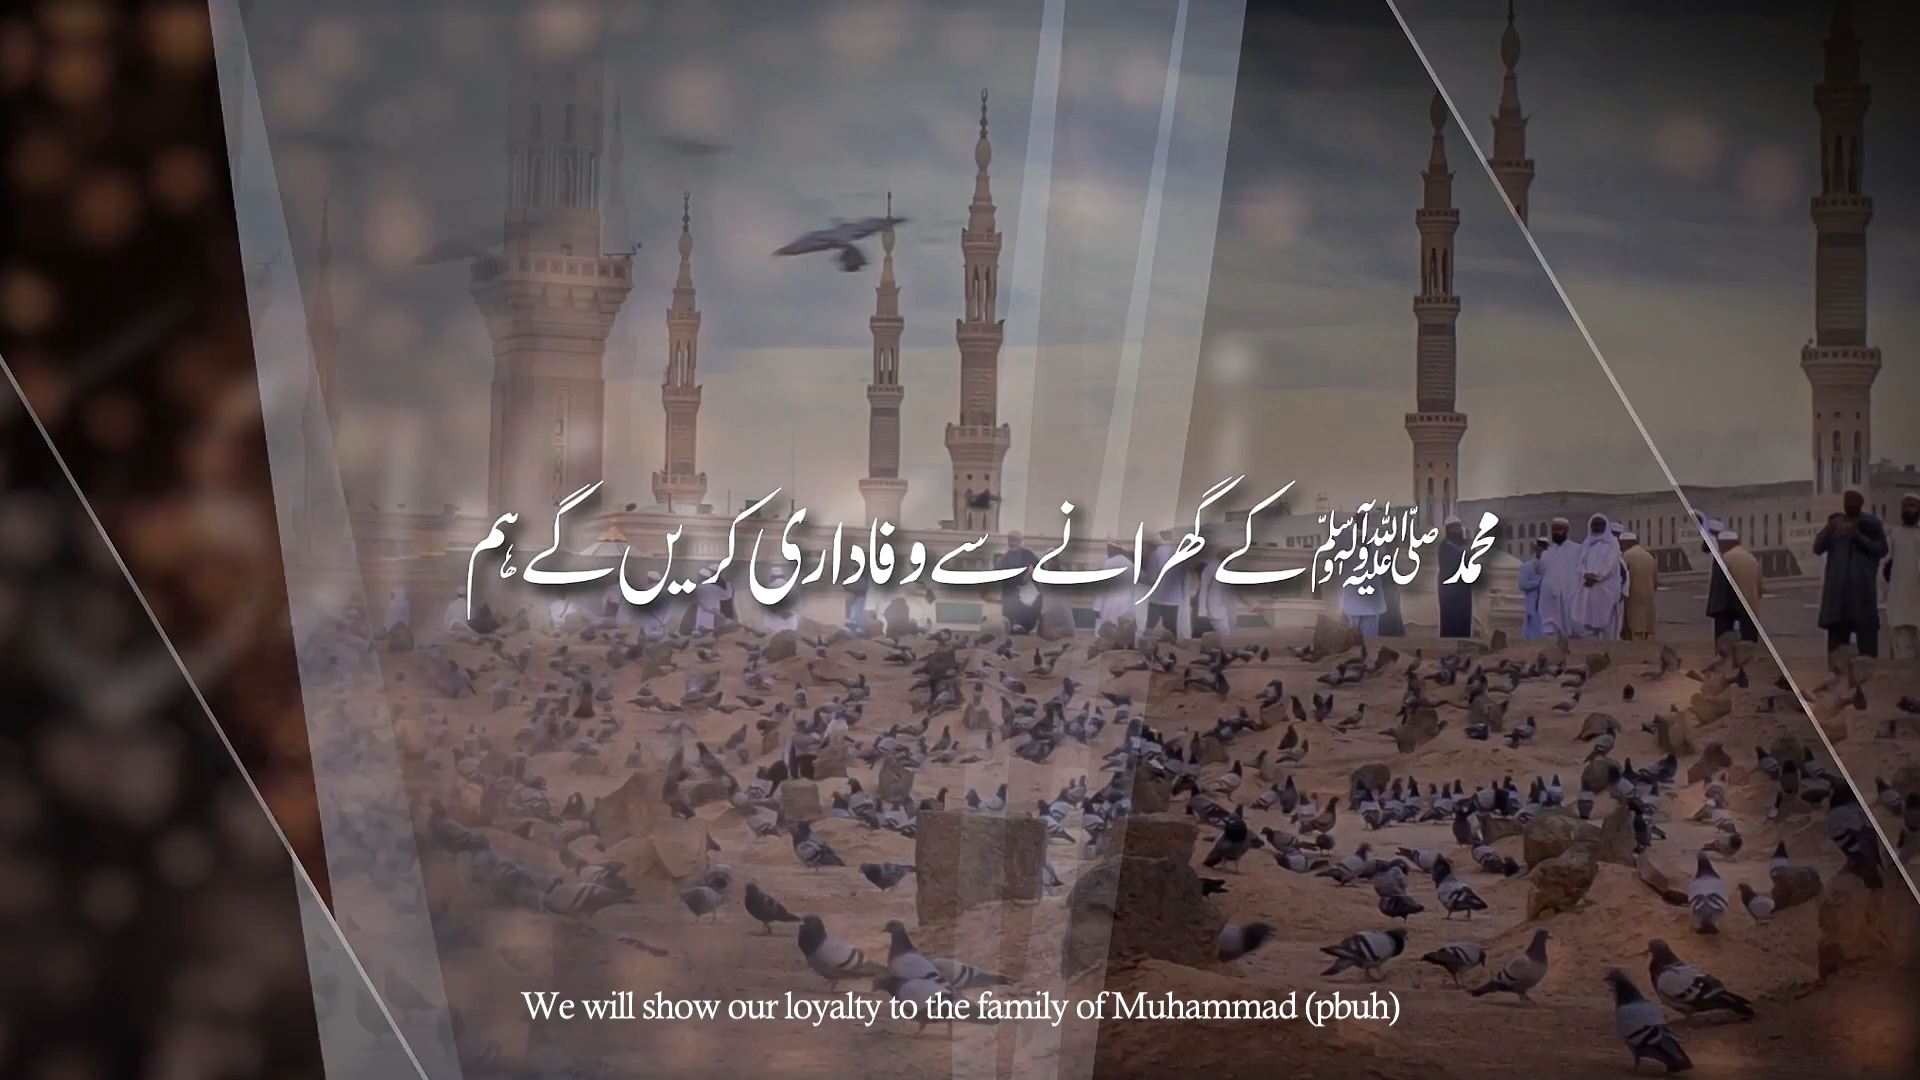 محمد صلی اللہ علیہ وآلہ وسلم کے گھرانے سے وفاداری کریں گے ہم
We will show our loyalty to the family of Muhammad (pbuh)